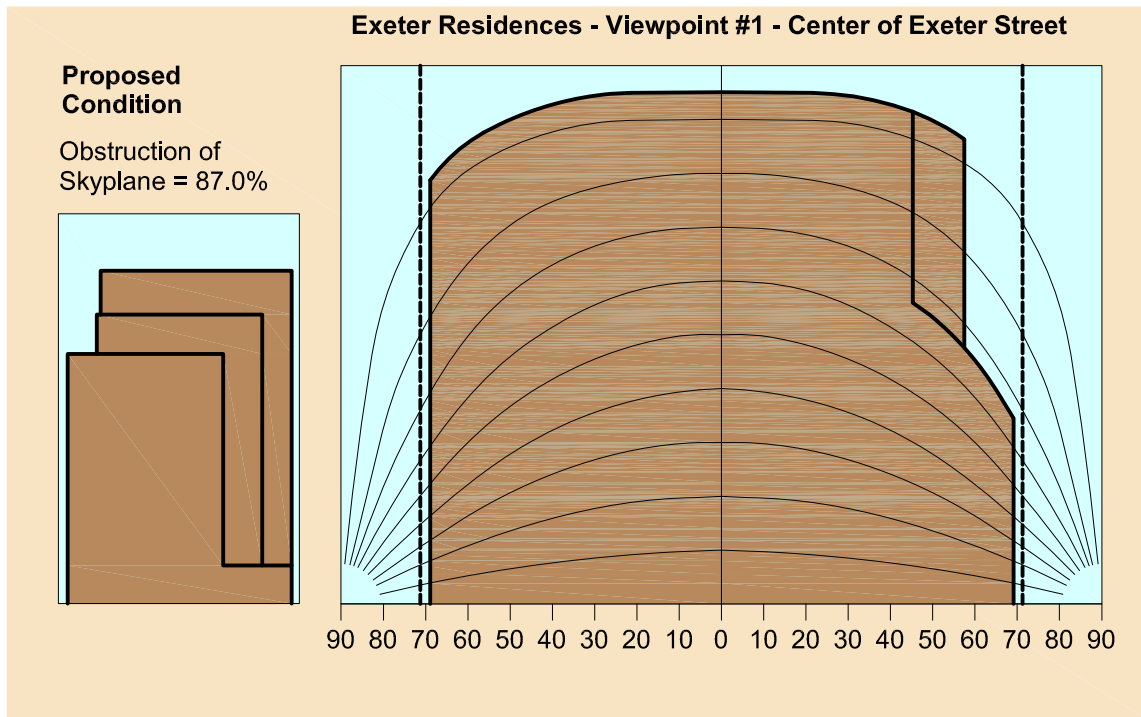 Exeter Residences - Viewpoint #1 - Center of Exeter Street
Proposed
Condition
Obstruction of
Skyplane = 87.0%
90 80 70 60 50 40 30 20 10 0 10 20 30 40 50 60 70 80 90